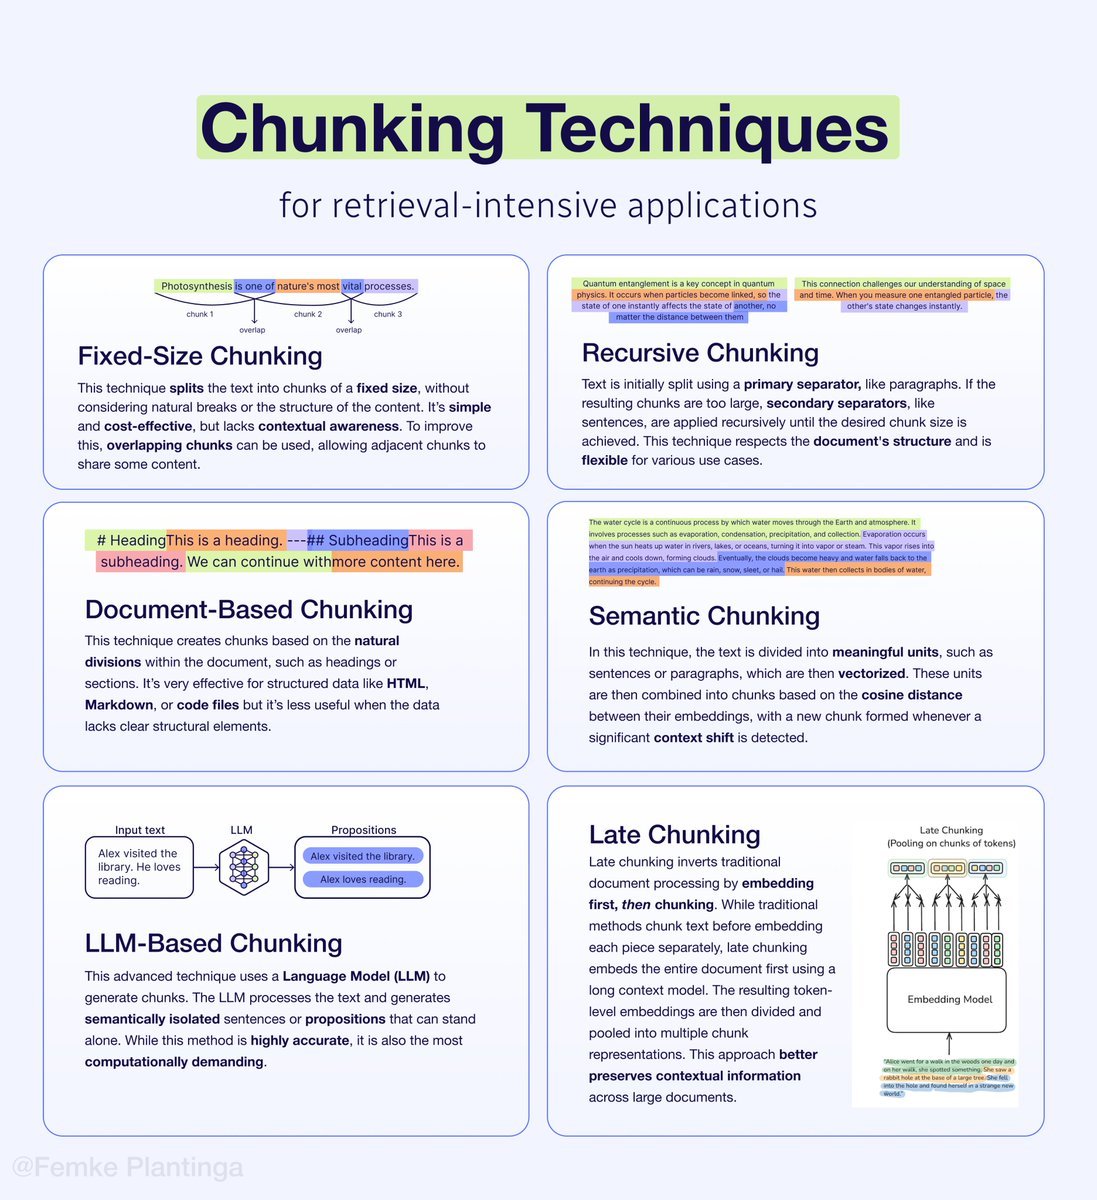 Chunking Techniques
for retrieval-intensive applications
Photosynthesis is one of nature's most vital processes.
chunk 1
chunk 2
chunk 3
overlap
overlap
Fixed-Size Chunking
This technique splits the text into chunks of a fixed size, without
considering natural breaks or the structure of the content. It's simple
and cost-effective, but lacks contextual awareness. To improve
this, overlapping chunks can be used, allowing adjacent chunks to
share some content.
Quantum entanglement is a key concept in quantum
physics. It occurs when particles become linked, so the
state of one instantly affects the state of another, no
matter the distance between them
This connection challenges our understanding of space
and time. When you measure one entangled particle, the
other's state changes instantly.
Recursive Chunking
Text is initially split using a primary separator, like paragraphs. If the
resulting chunks are too large, secondary separators, like
sentences, are applied recursively until the desired chunk size is
achieved. This technique respects the document's structure and is
flexible for various use cases.
# HeadingThis is a heading. ---## SubheadingThis is a
subheading. We can continue withmore content here.
Document-Based Chunking
This technique creates chunks based on the natural
divisions within the document, such as headings or
sections. It's very effective for structured data like HTML,
Markdown, or code files but it's less useful when the data
lacks clear structural elements.
The water cycle is a continuous process by which water moves through the Earth and atmosphere. It
involves processes such as evaporation, condensation, precipitation, and collection. Evaporation occurs
when the sun heats up water in rivers, lakes, or oceans, turning it into vapor or steam. This vapor rises into
the air and cools down, forming clouds. Eventually, the clouds become heavy and water falls back to the
earth as precipitation, which can be rain, snow, sleet, or hail. This water then collects in bodies of water,
continuing the cycle.
Semantic Chunking
In this technique, the text is divided into meaningful units, such as
sentences or paragraphs, which are then vectorized. These units
are then combined into chunks based on the cosine distance
between their embeddings, with a new chunk formed whenever a
significant context shift is detected.
Input text
LLM
Propositions
Alex visited the
library. He loves
reading.
Alex visited the library.
Alex loves reading.
LLM-Based Chunking
This advanced technique uses a Language Model (LLM) to
generate chunks. The LLM processes the text and generates
semantically isolated sentences or propositions that can stand
alone. While this method is highly accurate, it is also the most
computationally demanding.
Late Chunking
Late chunking inverts traditional
document processing by embedding
first, then chunking. While traditional
methods chunk text before embedding
each piece separately, late chunking
embeds the entire document first using a
long context model. The resulting token-
level embeddings are then divided and
pooled into multiple chunk
representations. This approach better
preserves contextual information
across large documents.
Late Chunking
(Pooling on chunks of tokens)
Embedding Model
"Alice went for a walk in the woods one day and
on her walk, she spotted something. She saw a
rabbit hole at the base of a large tree. She fell
into the hole and found herself in a strange new
world."
@Femke Plantinga